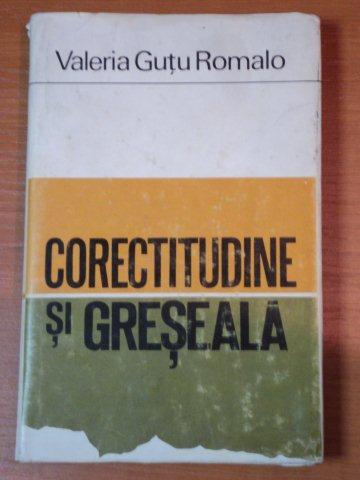 Valeria Guțu Romalo
CORECTITUDINE
ȘI GREȘEALĂ